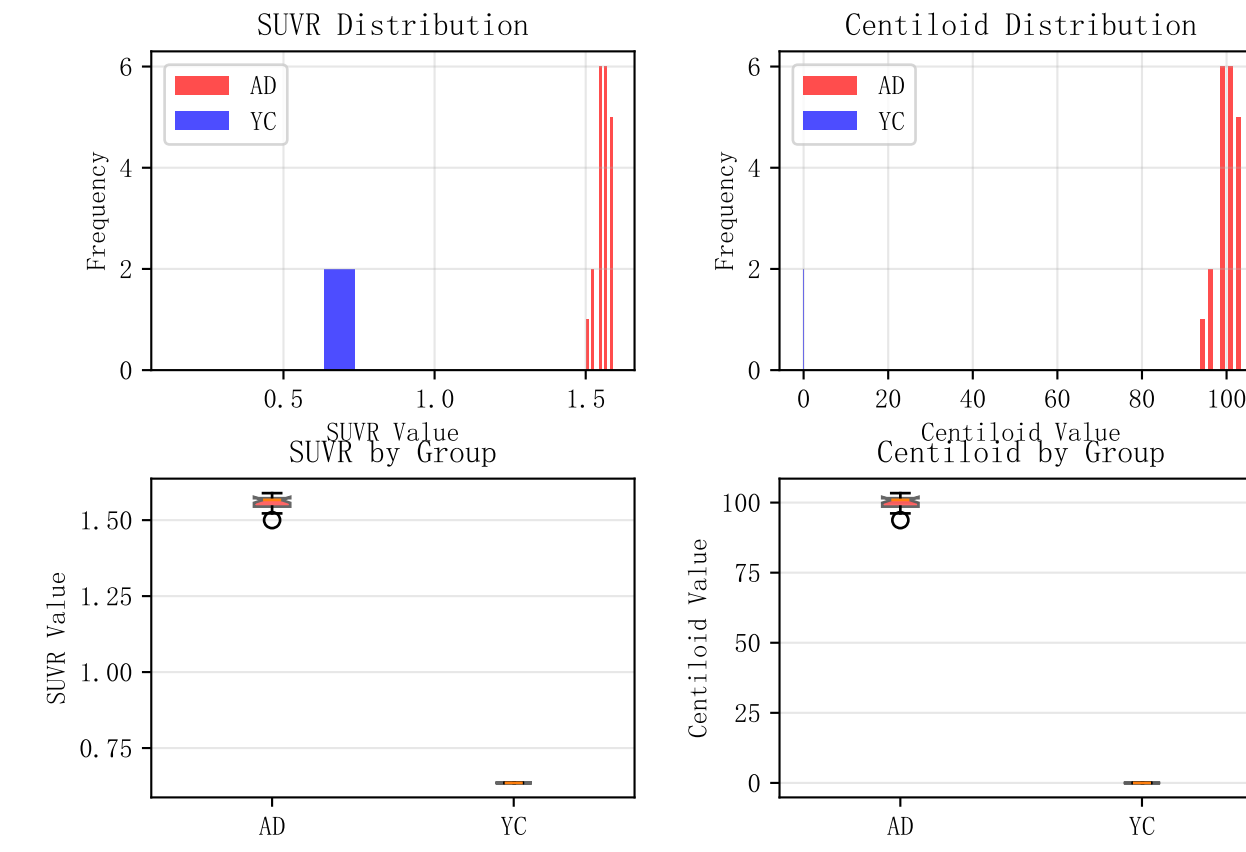 SUVR Distribution
AD
YC
Frequency
6
4
2
0
0.5
1.0
1.5
SUVR Value
Centiloid Distribution
AD
YC
Frequency
6
4
2
0
0
20
40
60
80
100
Centiloid Value
SUVR by Group
SUVR Value
1.50
1.25
1.00
0.75
AD
YC
Centiloid by Group
Centiloid Value
100
75
50
25
0
AD
YC